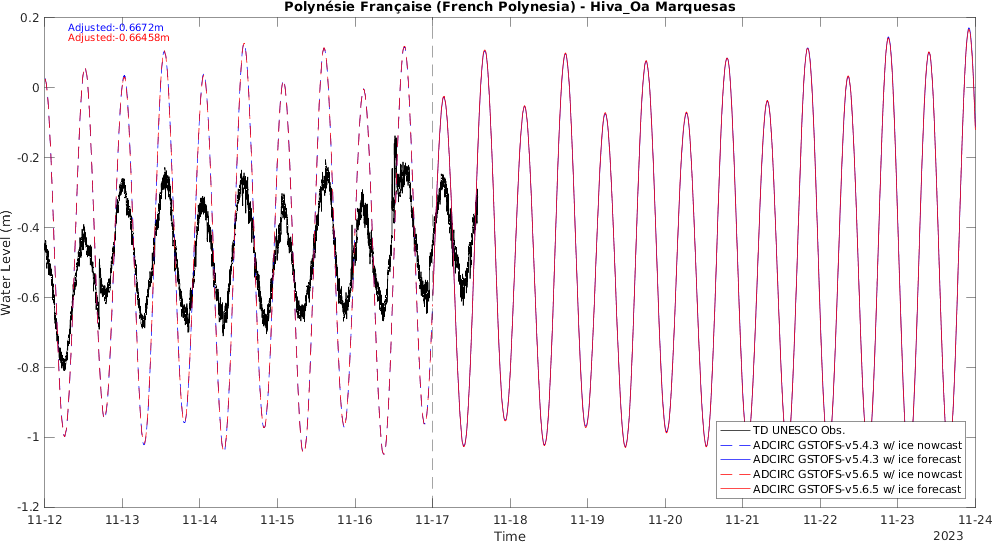 Polynésie Française (French Polynesia) - Hiva_Oa Marquesas
Adjusted:-0.6672m
Adjusted:-0.66458m
0.2
0
-0.2
-0.4
-0.6
-0.8
-1
-1.2
Water Level (m)
TD UNESCO Obs.
ADCIRC GSTOFS-v5.4.3 w/ ice nowcast
ADCIRC GSTOFS-v5.4.3 w/ ice forecast
ADCIRC GSTOFS-v5.6.5 w/ ice nowcast
ADCIRC GSTOFS-v5.6.5 w/ ice forecast
11-12 11-13 11-14 11-15 11-16 11-17 11-18 11-19 11-20 11-21 11-22 11-23 11-24
Time
2023